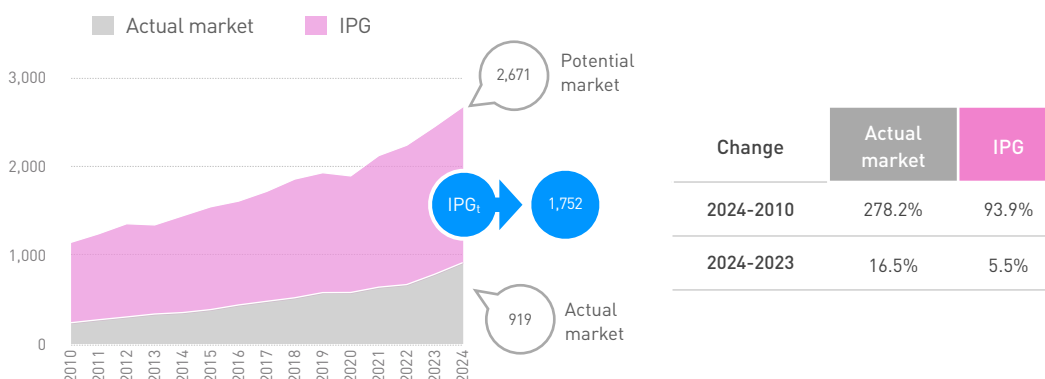 Actual market
IPG
3,000
2,000
1,000
0
2010
2011
2012
2013
2014
2015
2016
2017
2018
2019
2020
2021
2022
2023
2024
2,671
Potential
market
IPGt
1,752
919
Actual
market
Change
Actual
market
IPG
2024-2010
278.2%
93.9%
2024-2023
16.5%
5.5%